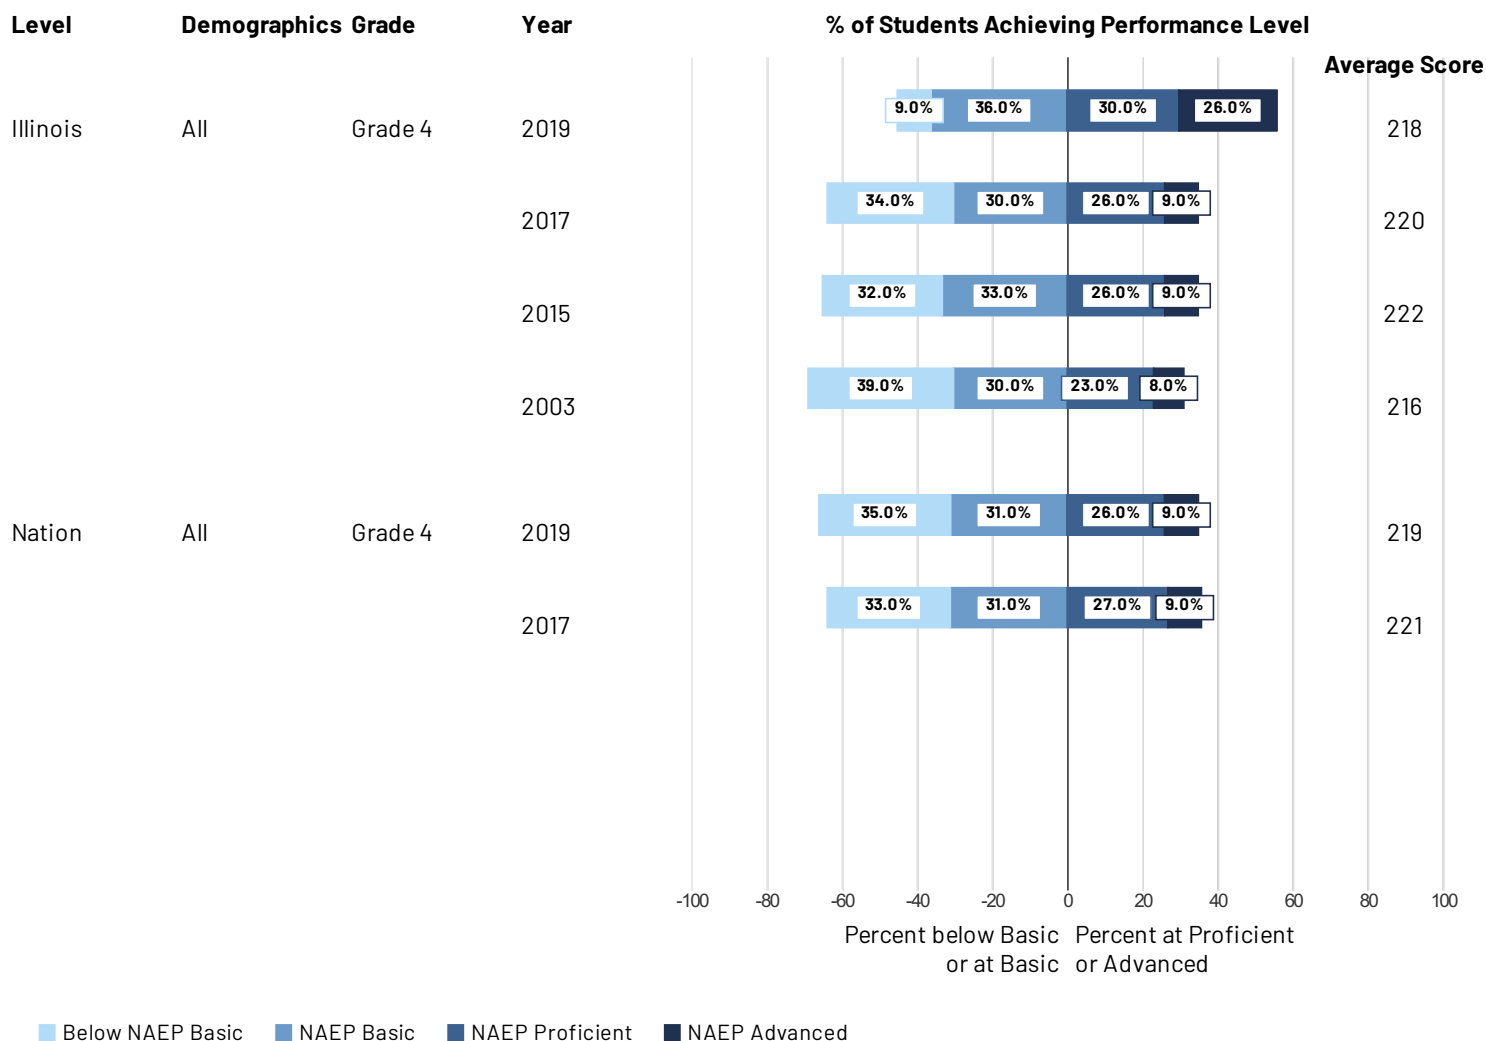 Level Demographics Grade Year % of Students Achieving Performance Level
Average Score
9.0% 36.0% 30.0% 26.0%
Illinois All Grade 4 2019 218
34.0% 30.0% 26.0% 9.0%
2017 220
32.0% 33.0% 26.0% 9.0%
2015 222
39.0% 30.0% 23.0% 8.0%
2003 216
35.0% 31.0% 26.0% 9.0%
Nation All Grade 4 2019 219
33.0% 31.0% 27.0% 9.0%
2017 221
-100 -80 -60 -40 -20 0 20 40 60 80 100
Percent below Basic Percent at Proficient
or at Basic or Advanced
Below NAEP Basic NAEP Basic NAEP Proficient NAEP Advanced